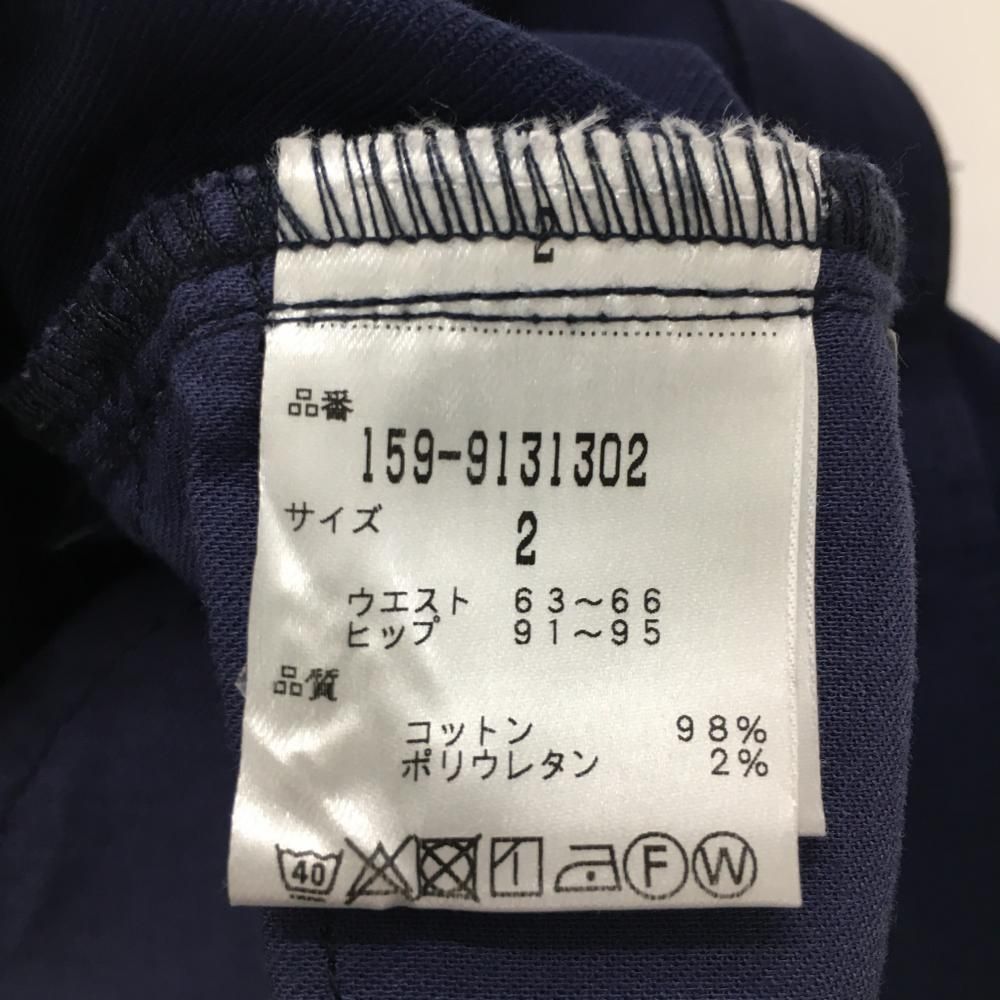 2
品番
159-9131302
サイズ
2
ウエスト 63~66
ヒップ 91~95
品質
コットン 98%
ポリウレタン 2%
40 F W